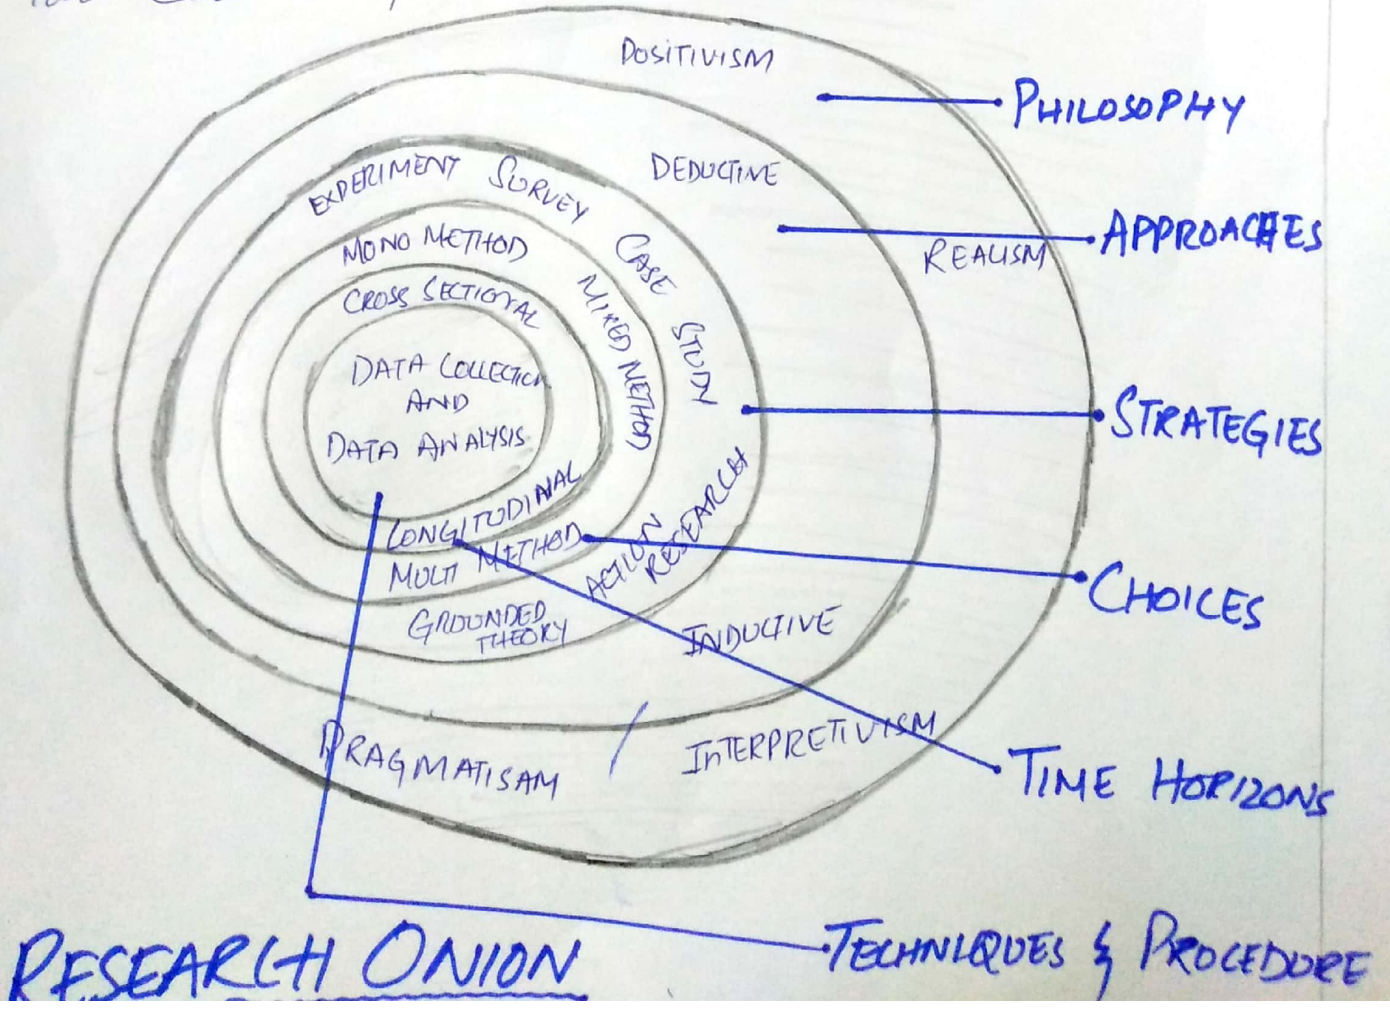 POSITIVISM
PHILOSOPHY
DEDUCTIVE
EXPERIMENT SURVEY CASE STUDY
APPROACHES
REALISM
MONO METHOD
MIXED METHOD
CROSS SECTIONAL
DATA COLLECTION
AND
DATA ANALYSIS
STRATEGIES
LONGITUDINAL
MULTI METHOD
ACTION
RESEARCH
CHOICES
GROUNDED
THEORY
INDUCTIVE
PRAGMATISAM
INTERPRETIVISM
TIME HORIZONS
TECHNIQUES & PROCEDURE
RESEARCH ONION